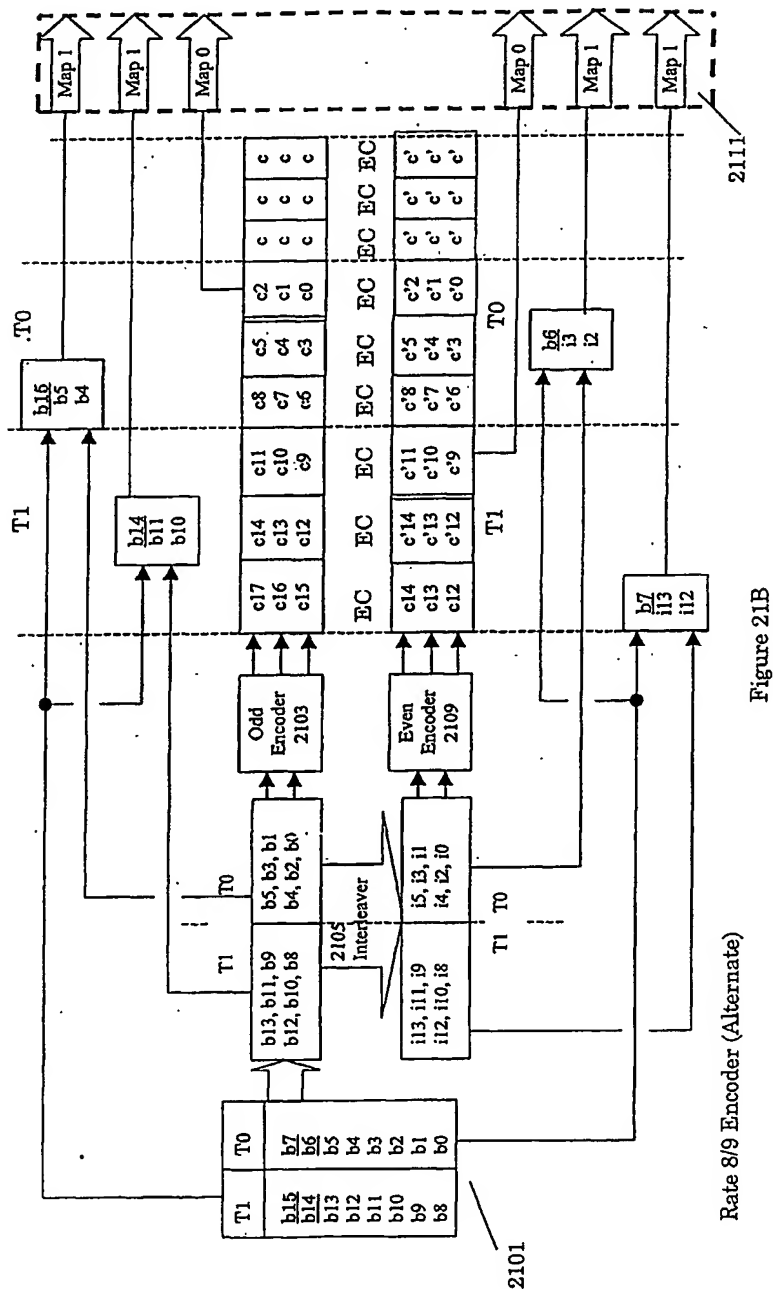 T1
T0
b15
b14
b13
b12
b11
b10
b9
b8
b7
b6
b5
b4
b3
b2
b1
b0
2101
T1
T0
b13, b11, b9
b12, b10, b8
b5, b3, b1
b4, b2, b0
2105
Interleaver
i13, i11, i9
i12, i10, i8
i5, i3, i1
i4, i2, i0
T1
T0
Odd
Encoder
2103
Even
Encoder
2109
T1
.T0
b14
b11
b10
b16
b5
b4
c17
c16
c15
c14
c13
c12
c11
c10
c9
c8
c7
c6
c5
c4
c3
c2
c1
c0
c
c
c
c
c
c
c
c
c
EC
EC
EC
EC
EC
EC
EC
EC
EC
c14
c13
c12
c'14
c'13
c'12
c'11
c'10
c'9
c'8
c'7
c'6
c'5
c'4
c'3
c'2
c'1
c'0
c'
c'
c'
c'
c'
c'
c'
c'
c'
T1
T0
b7
i13
i12
b6
i3
i2
Map 1
Map 1
Map 0
Map 0
Map 1
Map 1
2111
Rate 8/9 Encoder (Alternate)
Figure 21B